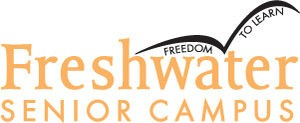 FREEDOM TO LEARN
Freshwater
SENIOR CAMPUS